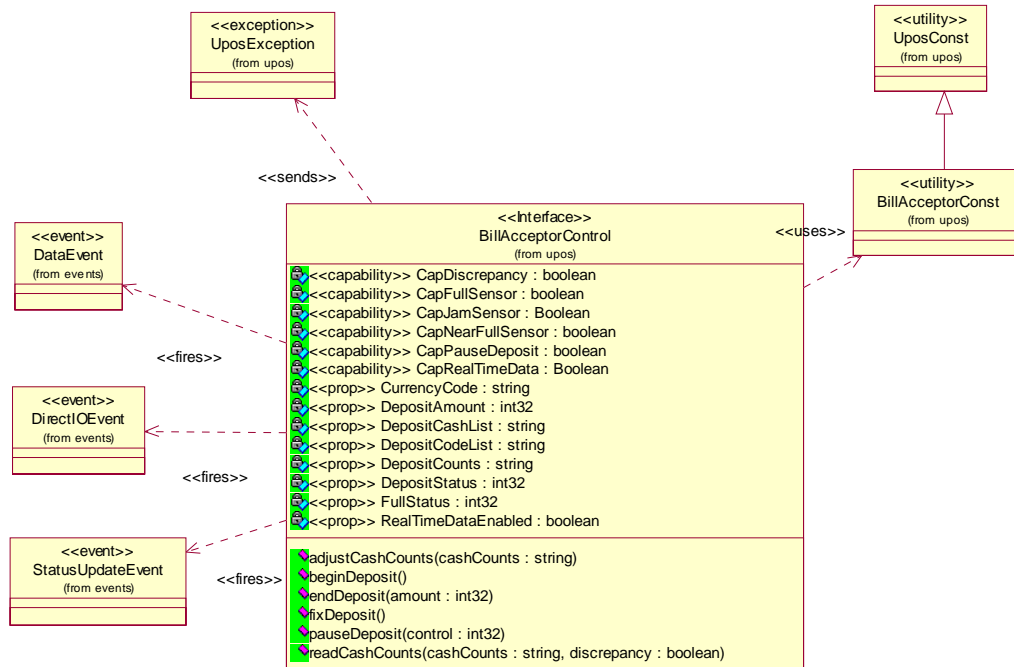 <<exception>>
UposException
(from upos)
<<utility>>
UposConst
(from upos)
<<sends>>
<<utility>>
BillAcceptorConst
(from upos)
<<uses>>
<<Interface>>
BillAcceptorControl
(from upos)
<<event>>
DataEvent
(from events)
<<fires>>
<<event>>
DirectIOEvent
(from events)
<<fires>>
<<event>>
StatusUpdateEvent
(from events)
<<fires>>
<<capability>> CapDiscrepancy : boolean
<<capability>> CapFullSensor : boolean
<<capability>> CapJamSensor : Boolean
<<capability>> CapNearFullSensor : boolean
<<capability>> CapPauseDeposit : boolean
<<capability>> CapRealTimeData : Boolean
<<prop>> CurrencyCode : string
<<prop>> DepositAmount : int32
<<prop>> DepositCashList : string
<<prop>> DepositCodeList : string
<<prop>> DepositCounts : string
<<prop>> DepositStatus : int32
<<prop>> FullStatus : int32
<<prop>> RealTimeDataEnabled : boolean
adjustCashCounts(cashCounts : string)
beginDeposit()
endDeposit(amount : int32)
fixDeposit()
pauseDeposit(control : int32)
readCashCounts(cashCounts : string, discrepancy : boolean)